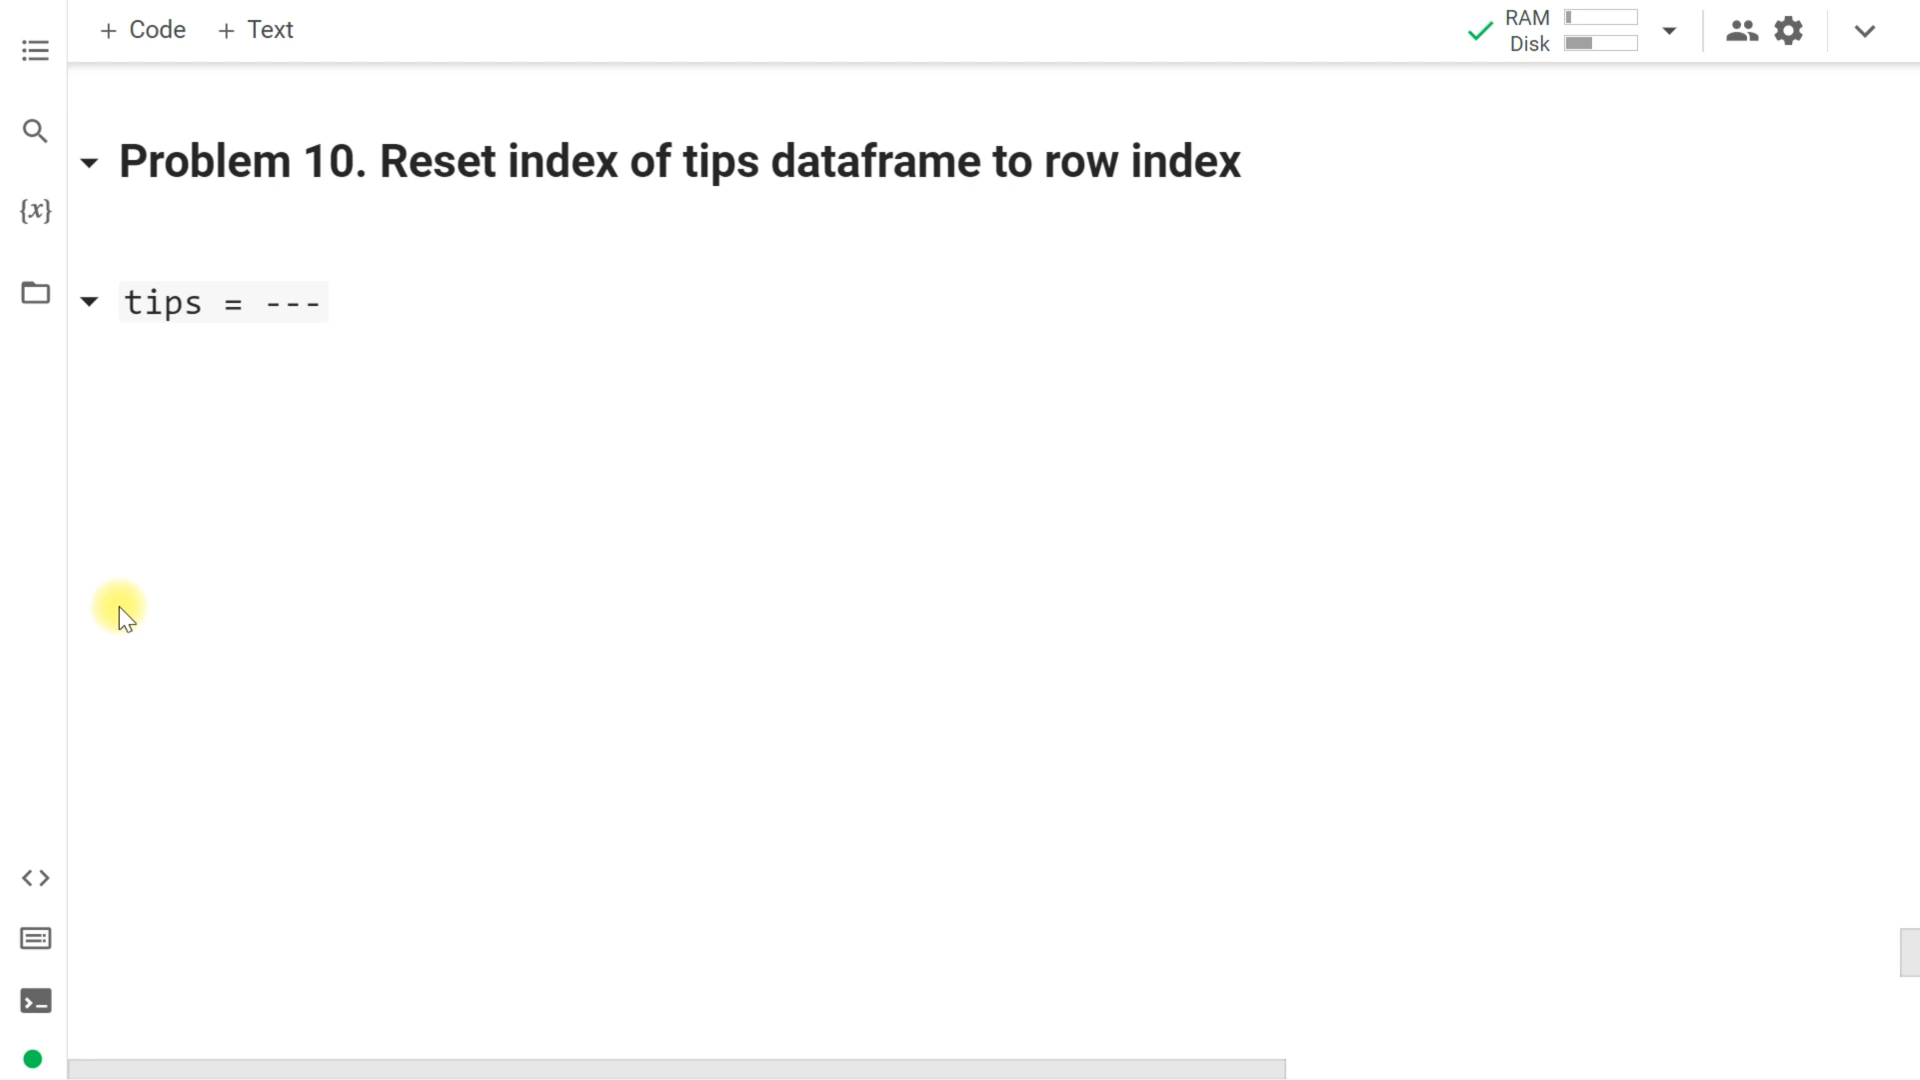 + Code + Text
RAM
Disk
{x}
Problem 10. Reset index of tips dataframe to row index
tips = ---